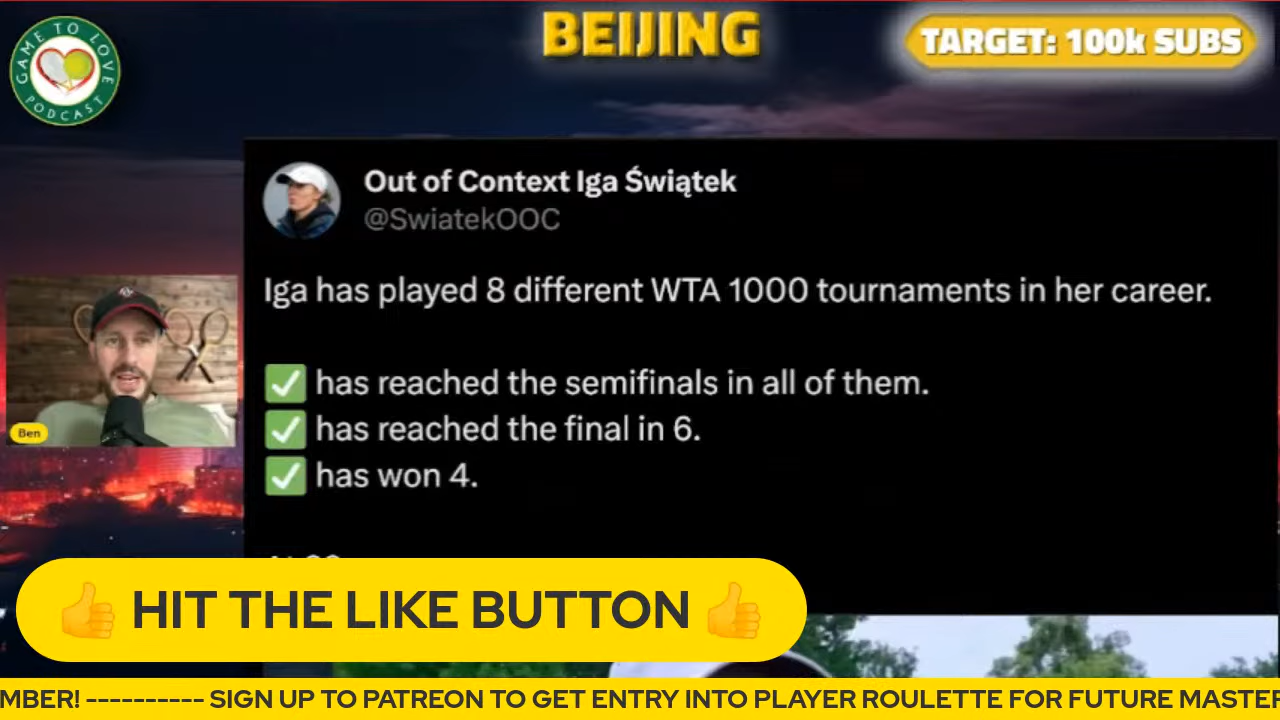 GAME TO LOVE
PODCAST
BEIJING
TARGET: 100k SUBS
Out of Context Iga Świątek
@SwiatekOOC
Iga has played 8 different WTA 1000 tournaments in her career.
✅ has reached the semifinals in all of them.
✅ has reached the final in 6.
✅ has won 4.
Ben
👍 HIT THE LIKE BUTTON 👍
MBER! ---------- SIGN UP TO PATREON TO GET ENTRY INTO PLAYER ROULETTE FOR FUTURE MASTER